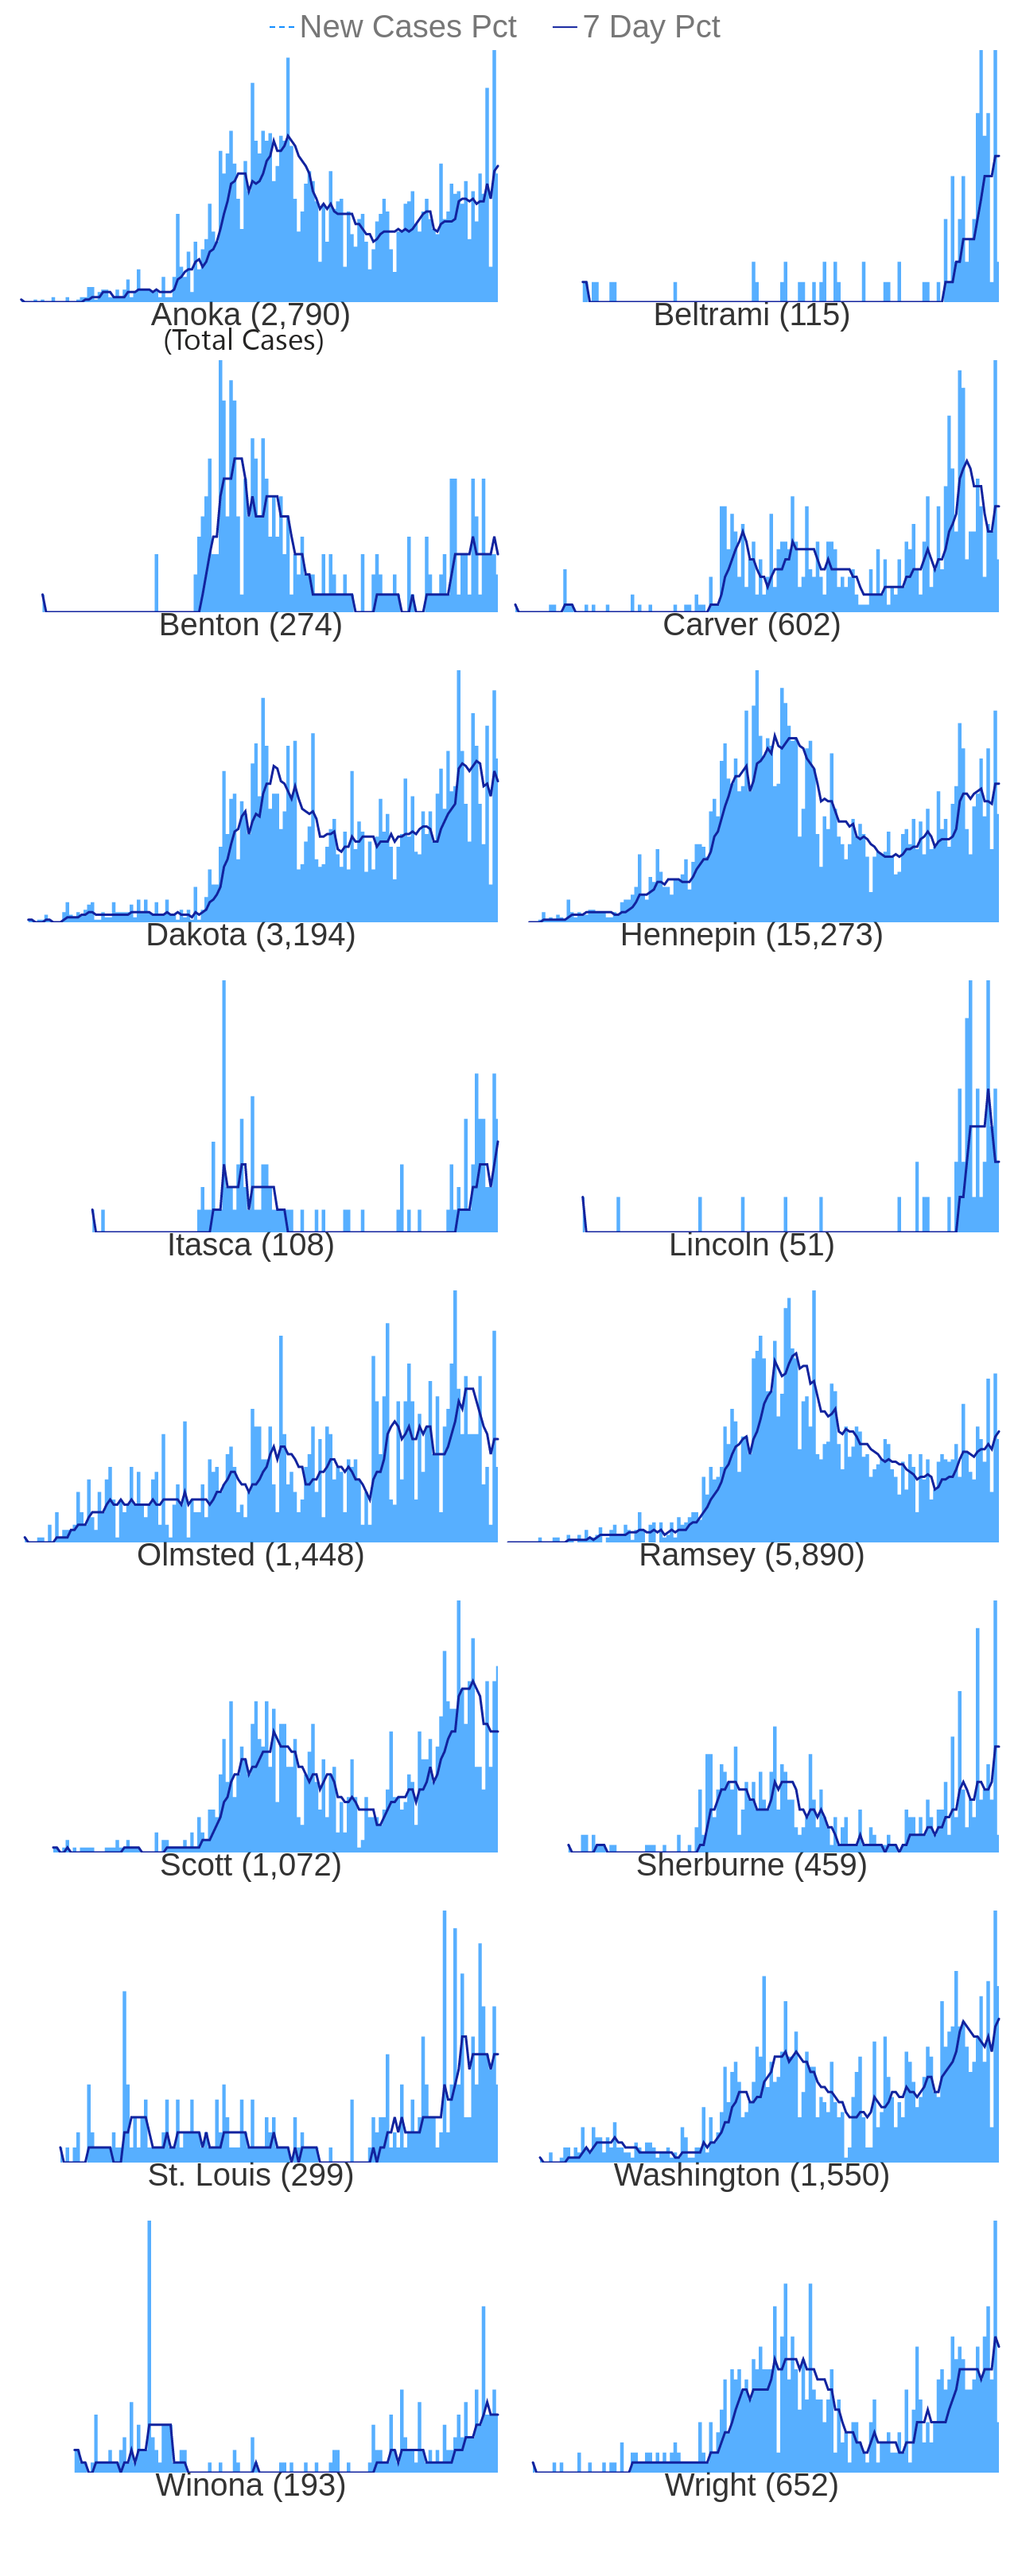 New Cases Pct 7 Day Pct
Anoka (2,790) Beltrami (115)
(Total Cases)
Benton (274) Carver (602)
Dakota (3,194) Hennepin (15,273)
Itasca (108) Lincoln (51)
Olmsted (1,448) Ramsey (5,890)
Scott (1,072) Sherburne (459)
St. Louis (299) Washington (1,550)
Winona (193) Wright (652)